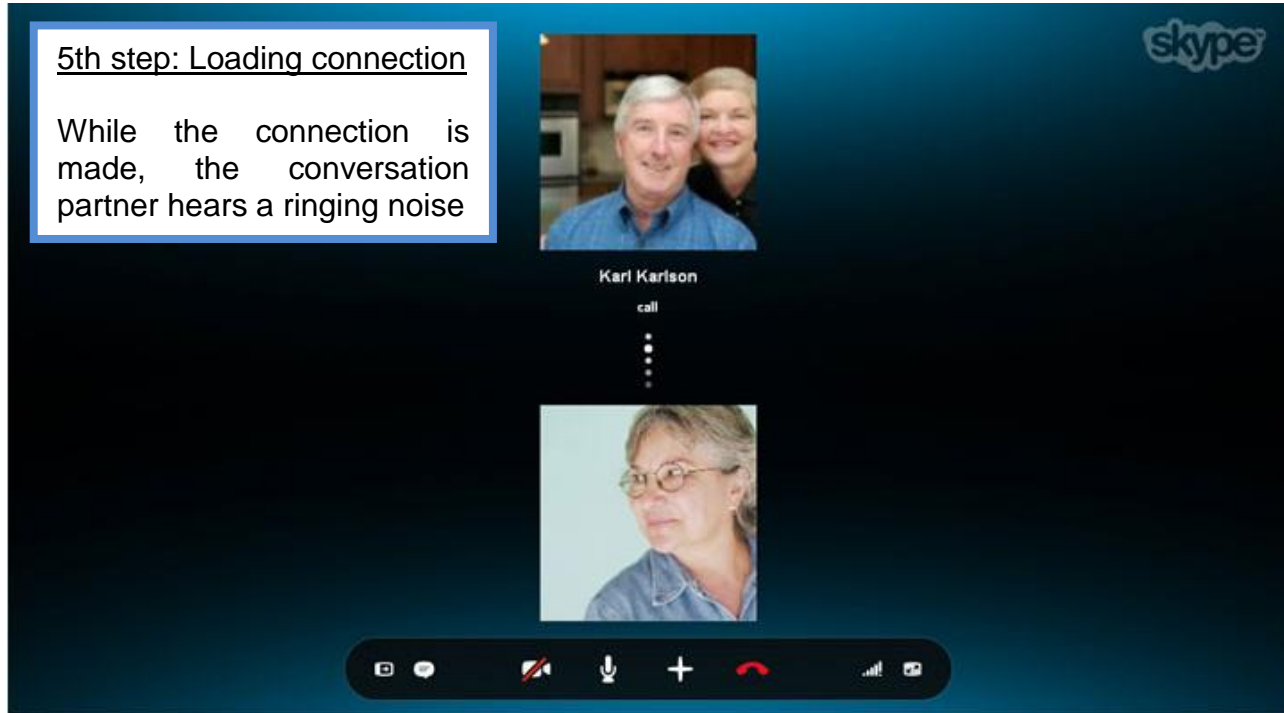 5th step: Loading connection
While the connection is
made, the conversation
partner hears a ringing noise
skype
Karl Karlson
call